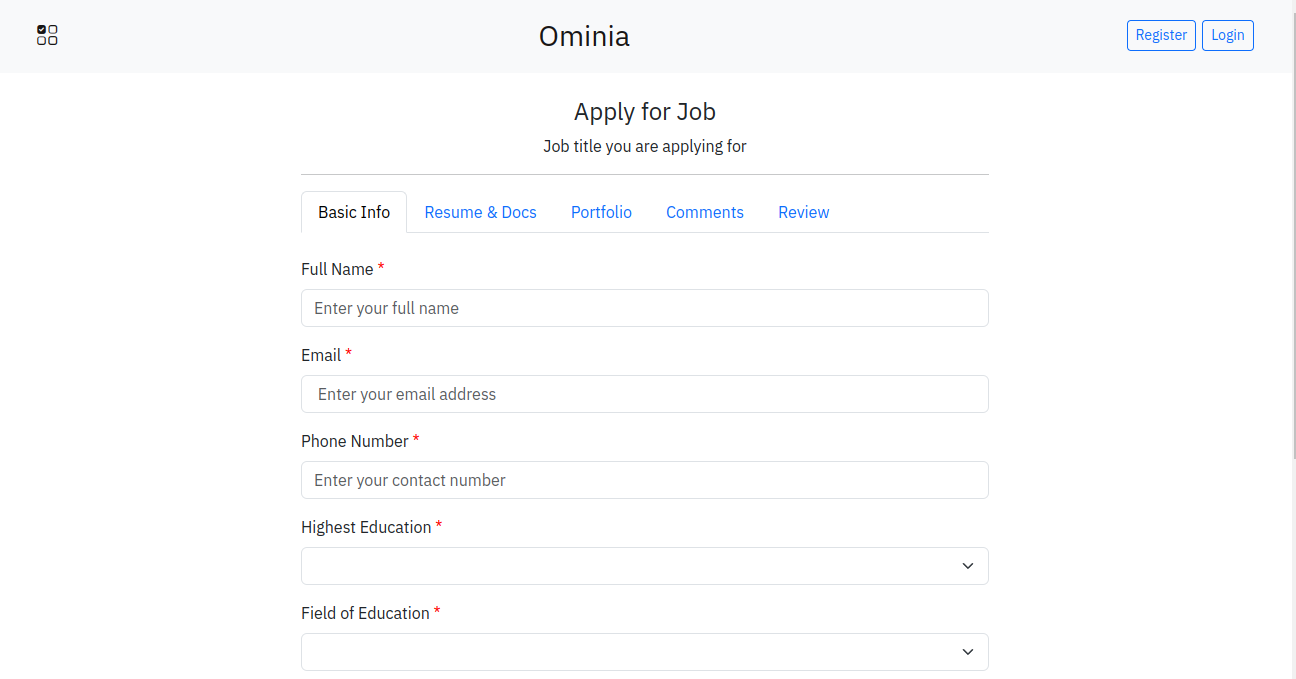 Ominia
Register Login
Apply for Job
Job title you are applying for
Basic Info Resume & Docs Portfolio Comments Review
Full Name *
Enter your full name
Email *
Enter your email address
Phone Number *
Enter your contact number
Highest Education *
Field of Education *